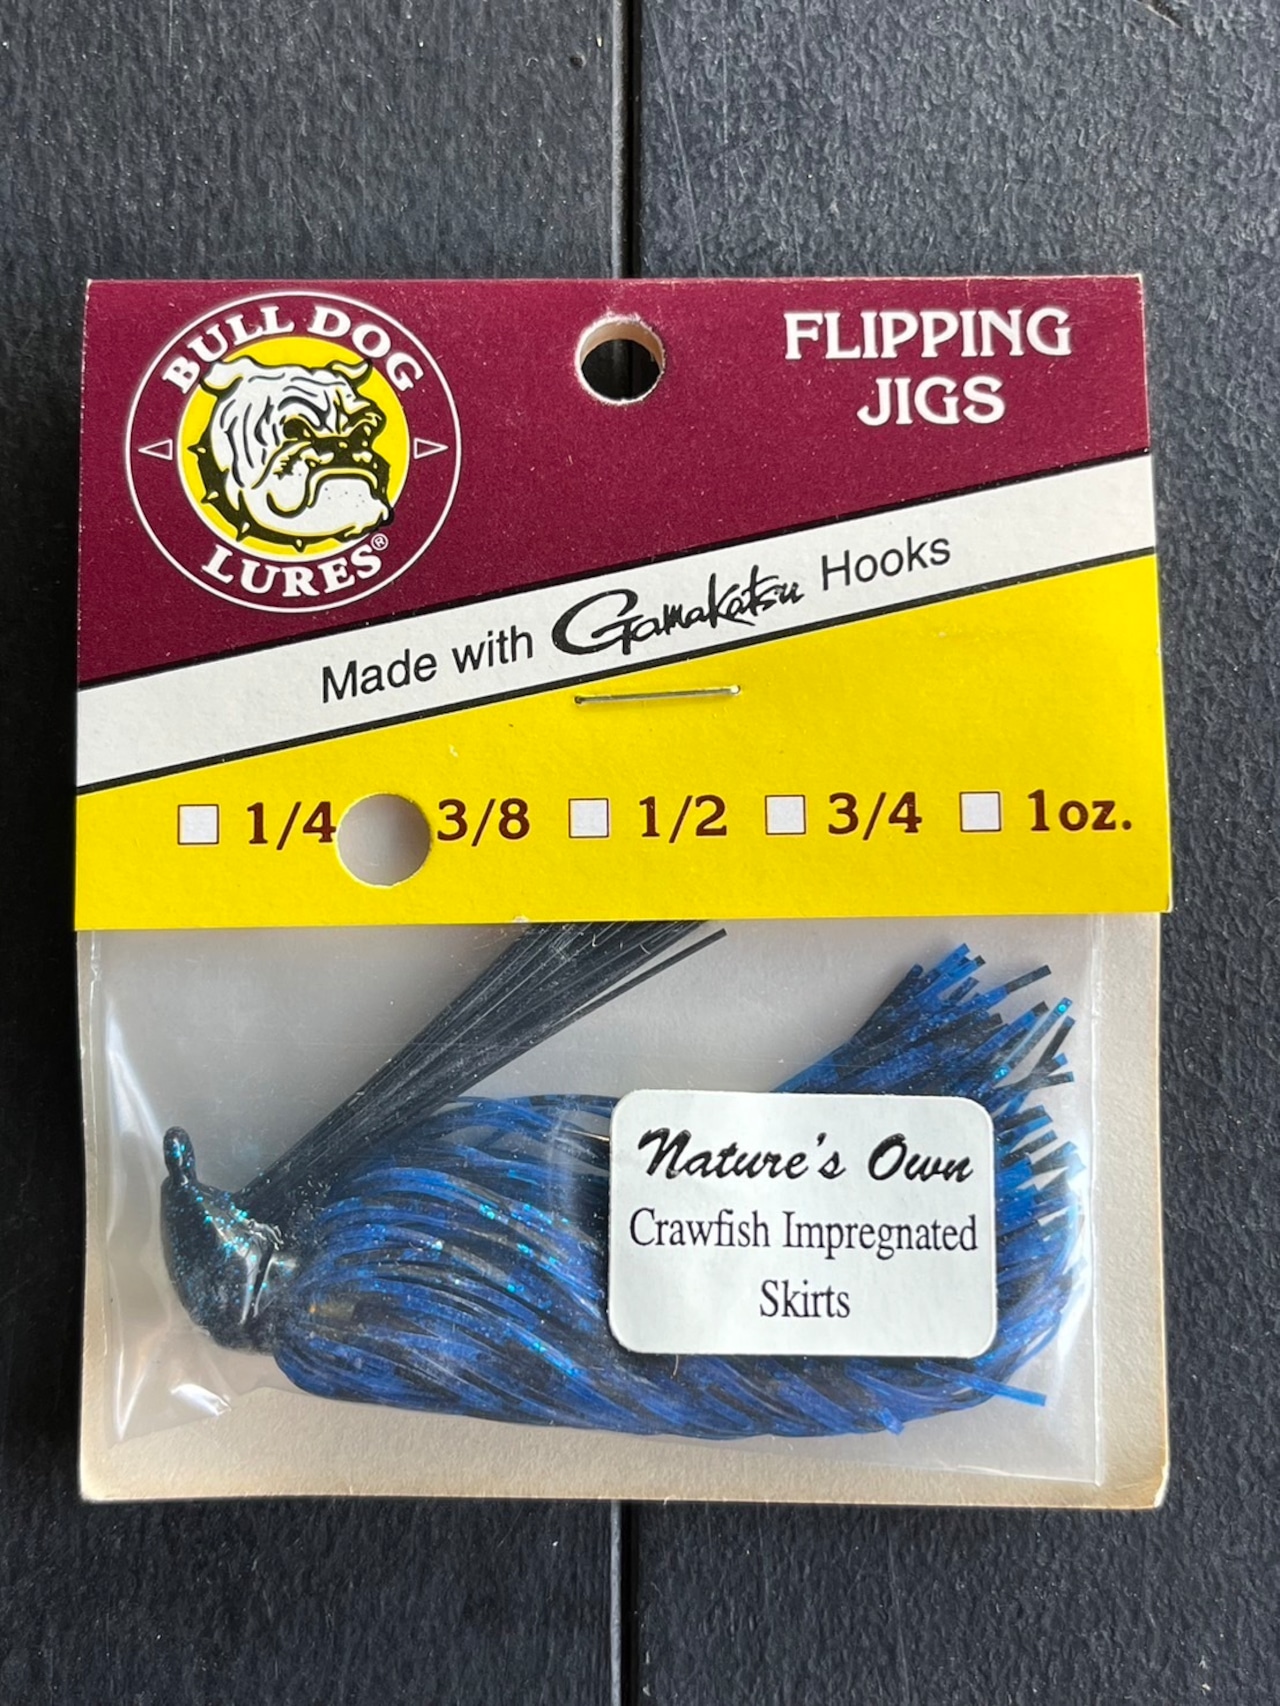 BULL DOG
LURES®
FLIPPING
JIGS
Made with Gamakatsu Hooks
1/4 3/8 1/2 3/4 1oz.
Nature's Own
Crawfish Impregnated
Skirts